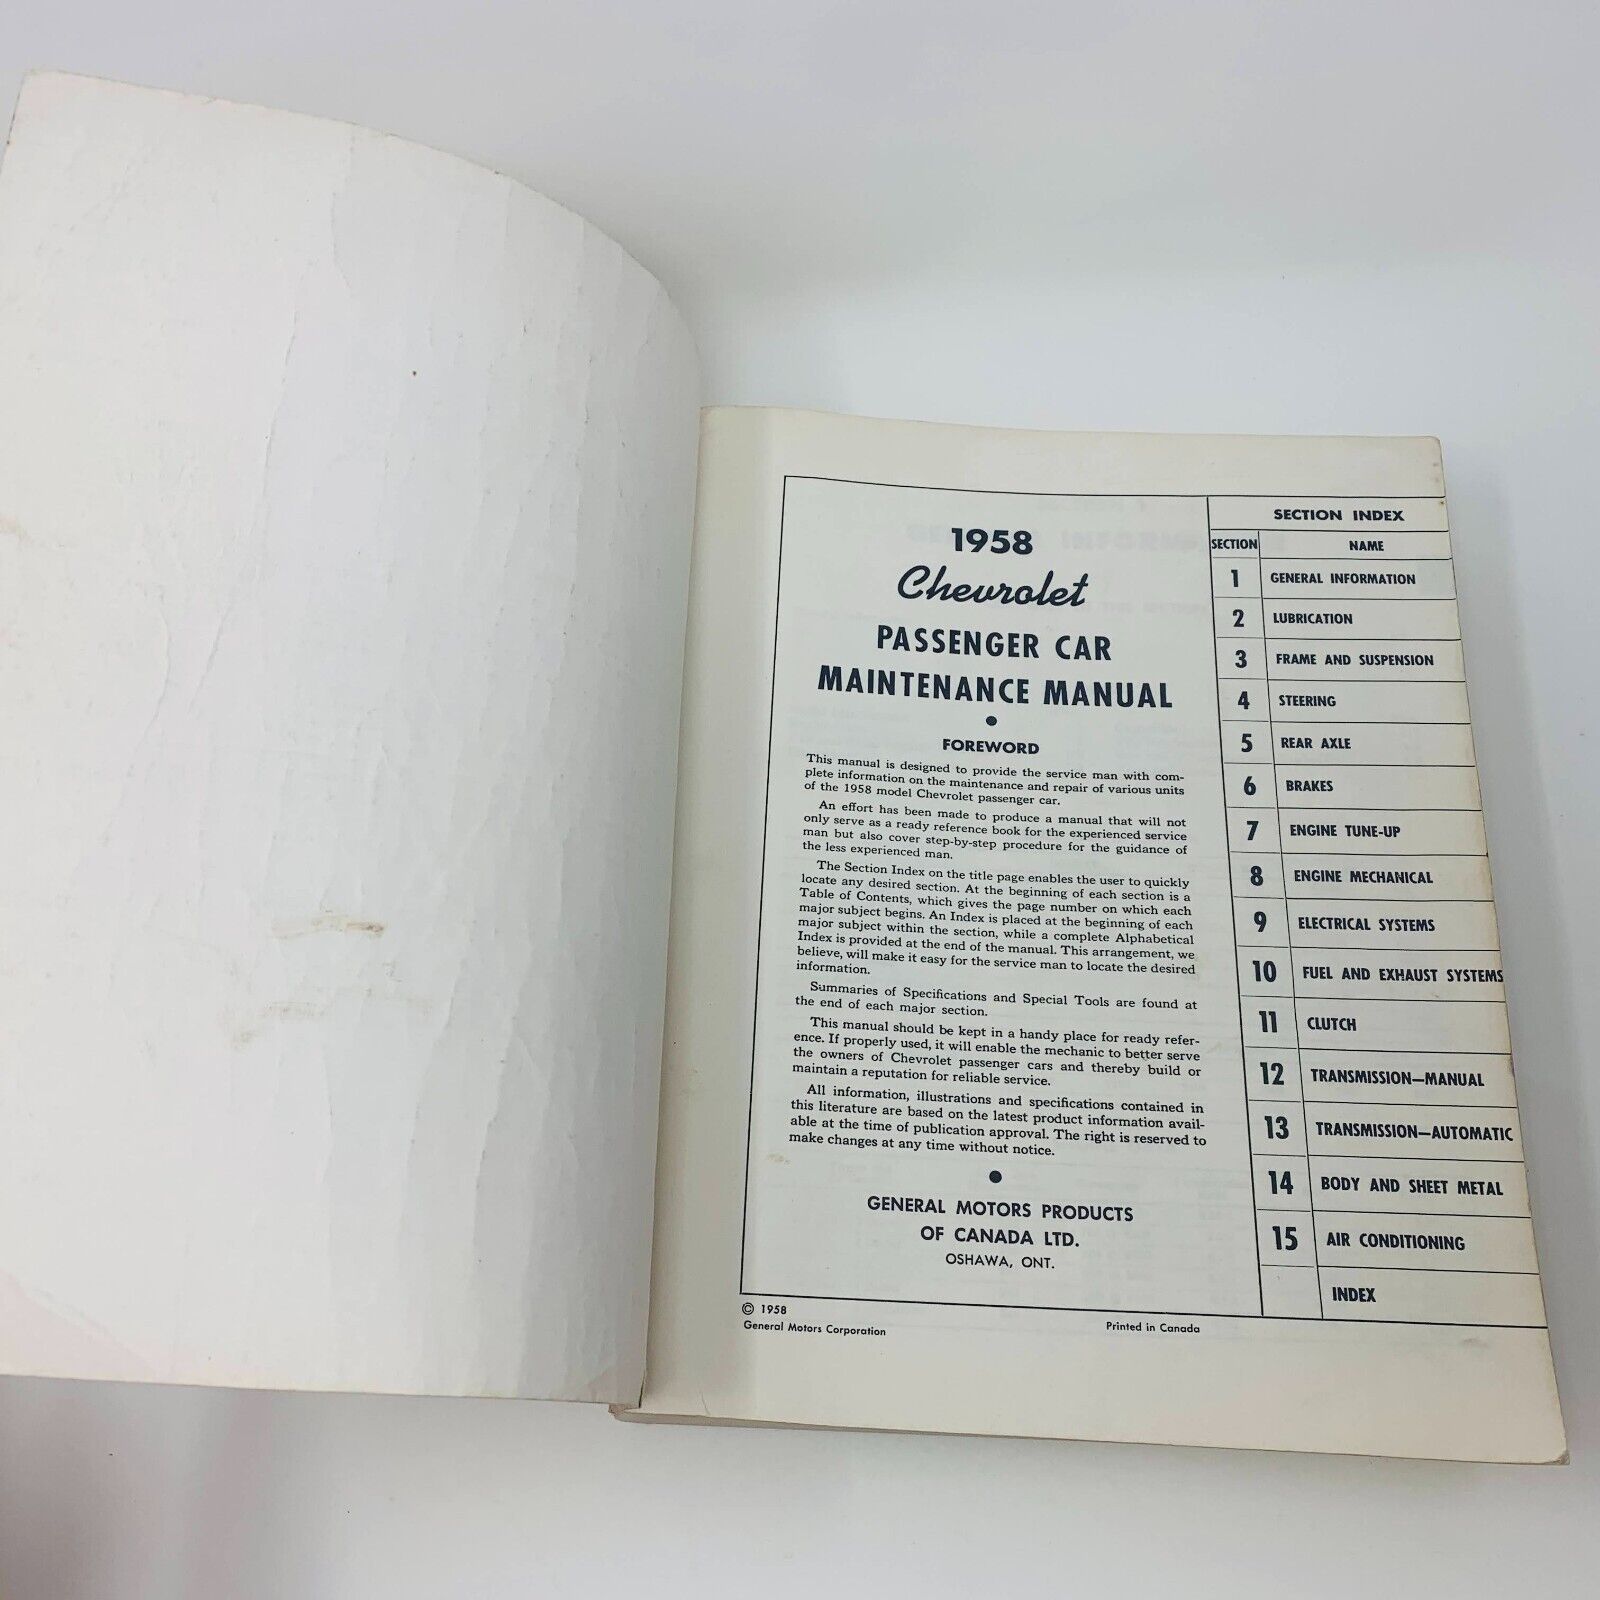 1958
Chevrolet
PASSENGER CAR
MAINTENANCE MANUAL
FOREWORD
This manual is designed to provide the service man with com-
plete information on the maintenance and repair of various units
of the 1958 model Chevrolet passenger car.
An effort has been made to produce a manual that will not
only serve as a ready reference book for the experienced service
man but also cover step-by-step procedure for the guidance of
the less experienced man.
The Section Index on the title page enables the user to quickly
locate any desired section. At the beginning of each section is a
Table of Contents, which gives the page number on which each
major subject begins. An Index is placed at the beginning of each
major subject within the section, while a complete Alphabetical
Index is provided at the end of the manual. This arrangement, we
believe, will make it easy for the service man to locate the desired
information.
Summaries of Specifications and Special Tools are found at
the end of each major section.
This manual should be kept in a handy place for ready refer-
ence. If properly used, it will enable the mechanic to better serve
the owners of Chevrolet passenger cars and thereby build or
maintain a reputation for reliable service.
All information, illustrations and specifications contained in
this literature are based on the latest product information avail-
able at the time of publication approval. The right is reserved to
make changes at any time without notice.
GENERAL MOTORS PRODUCTS
OF CANADA LTD.
OSHAWA, ONT.
© 1958
General Motors Corporation
Printed in Canada
SECTION INDEX
SECTION NAME
1 GENERAL INFORMATION
2 LUBRICATION
3 FRAME AND SUSPENSION
4 STEERING
5 REAR AXLE
6 BRAKES
7 ENGINE TUNE-UP
8 ENGINE MECHANICAL
9 ELECTRICAL SYSTEMS
10 FUEL AND EXHAUST SYSTEMS
11 CLUTCH
12 TRANSMISSION—MANUAL
13 TRANSMISSION—AUTOMATIC
14 BODY AND SHEET METAL
15 AIR CONDITIONING
INDEX